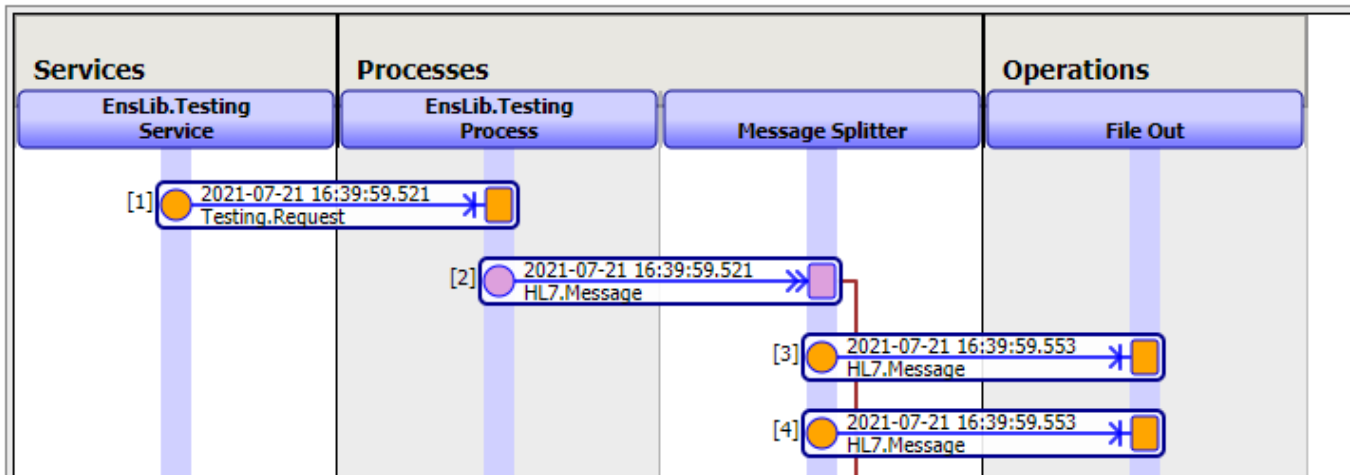 Services
Processes
Operations
EnsLib.Testing
Service
EnsLib.Testing
Process
Message Splitter
File Out
[1]
2021-07-21 16:39:59.521
Testing.Request
[2]
2021-07-21 16:39:59.521
HL7.Message
[3]
2021-07-21 16:39:59.553
HL7.Message
[4]
2021-07-21 16:39:59.553
HL7.Message